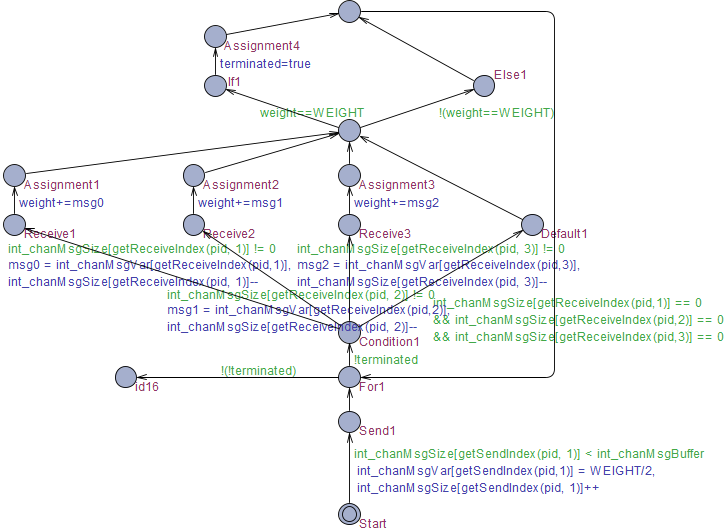 Assignment4
terminated=true
If1
Else1
weight==WEIGHT
!(weight==WEIGHT)
Assignment1
weight+=msg0
Assignment2
weight+=msg1
Assignment3
weight+=msg2
Receive1
Receive2
Receive3
Default1
int_chanMsgSize[getReceiveIndex(pid, 1)] != 0
msg0 = int_chanMsgVar[getReceiveIndex(pid,1)],
int_chanMsgSize[getReceiveIndex(pid, 1)]--
int_chanMsgSize[getReceiveIndex(pid, 3)] != 0
msg2 = int_chanMsgVar[getReceiveIndex(pid,3)],
int_chanMsgSize[getReceiveIndex(pid, 3)]--
int_chanMsgSize[getReceiveIndex(pid, 2)] != 0
msg1 = int_chanMsgVar[getReceiveIndex(pid,2)],
int_chanMsgSize[getReceiveIndex(pid, 2)]--
int_chanMsgSize[getReceiveIndex(pid,1)] == 0
&& int_chanMsgSize[getReceiveIndex(pid,2)] == 0
&& int_chanMsgSize[getReceiveIndex(pid,3)] == 0
Condition1
!terminated
!(!terminated)
id16
For1
Send1
int_chanMsgSize[getSendIndex(pid, 1)] < int_chanMsgBuffer
int_chanMsgVar[getSendIndex(pid,1)] = WEIGHT/2,
int_chanMsgSize[getSendIndex(pid, 1)]++
Start